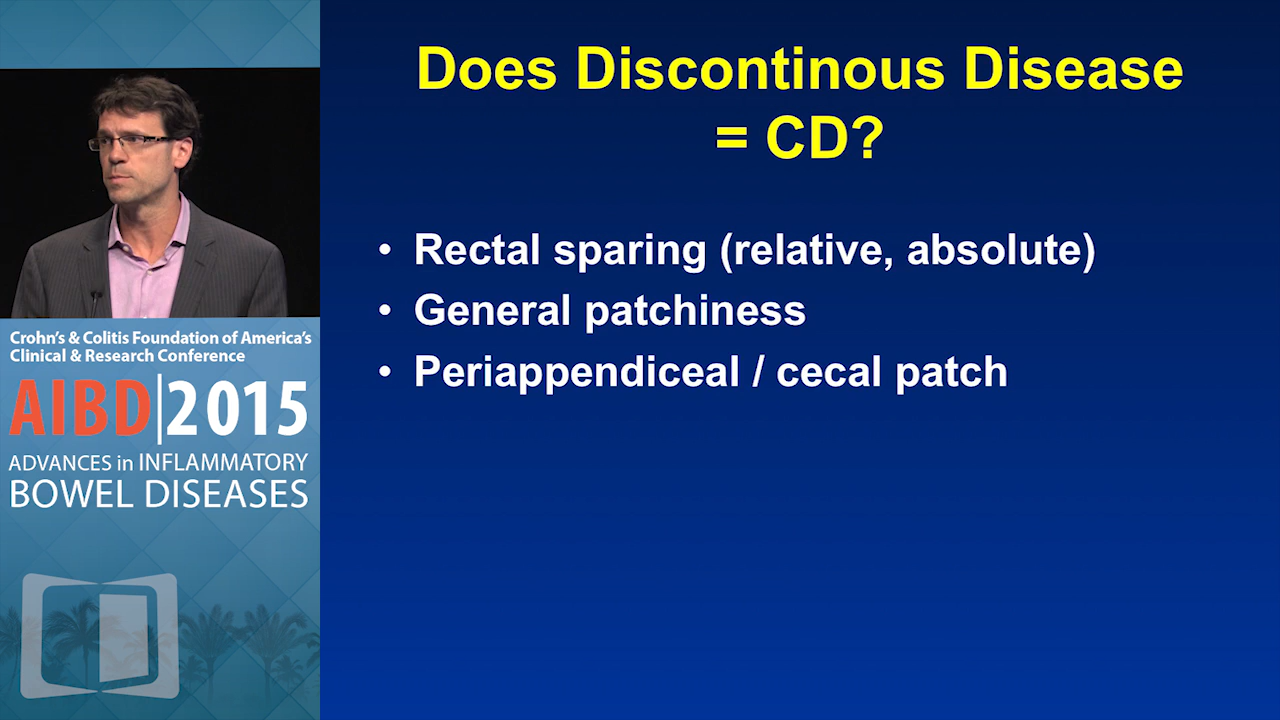 Does Discontinous Disease
= CD?
• Rectal sparing (relative, absolute)
• General patchiness
• Periappendiceal / cecal patch
Crohn's & Colitis Foundation of America's
Clinical & Research Conference
AIBD|2015
ADVANCES in INFLAMMATORY
BOWEL DISEASES